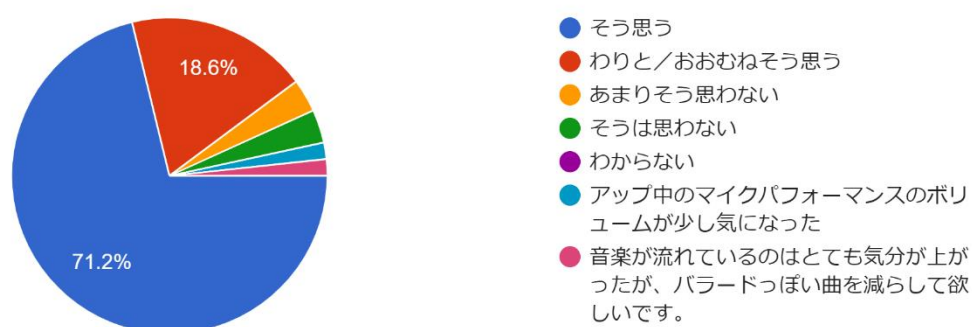 18.6%
71.2%
そう思う
わりと／おおむねそう思う
あまりそう思わない
そうは思わない
わからない
アップ中のマイクパフォーマンスのボリ
ュームが少し気になった
音楽が流れているのはとても気分が上が
ったが、バラードっぽい曲を減らして欲
しいです。